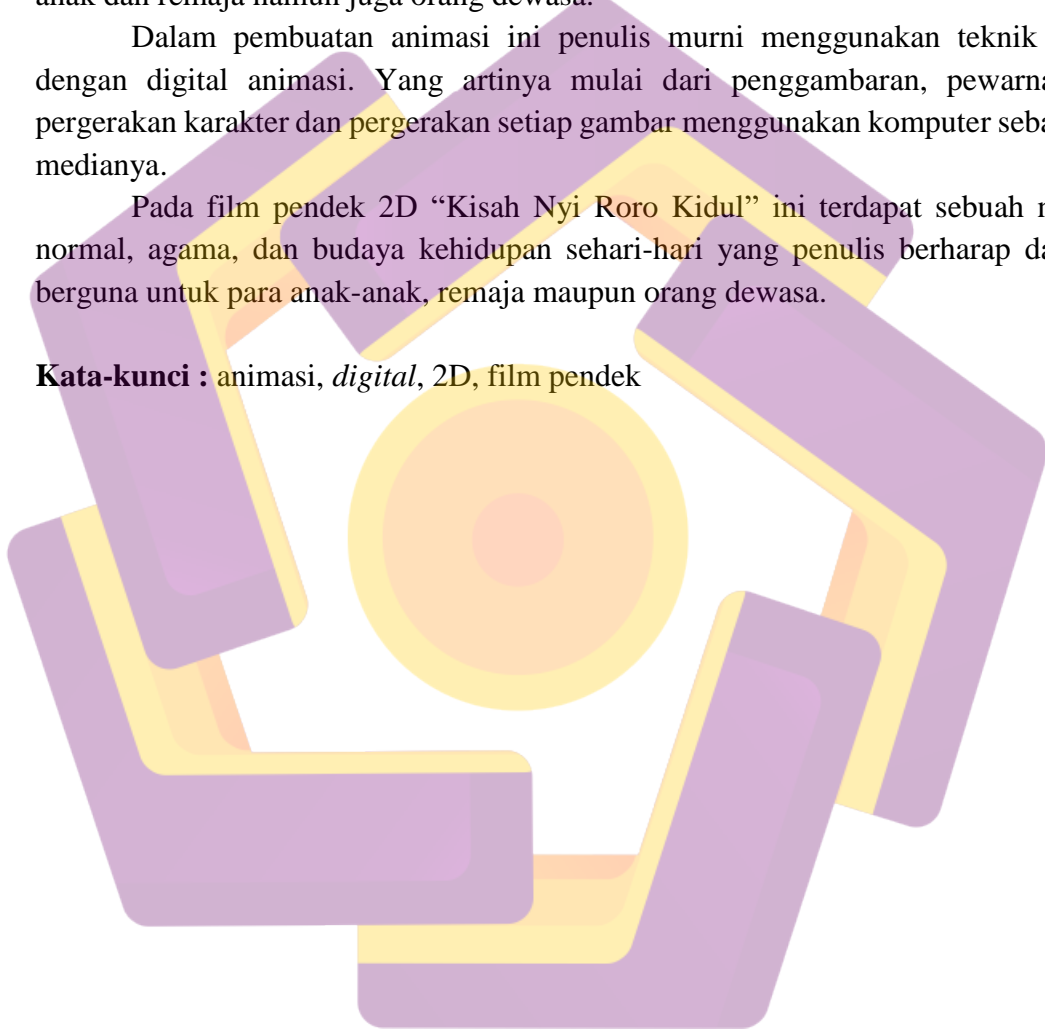 anak dan remaja namun juga orang dewasa.
Dalam pembuatan animasi ini penulis murni menggunakan teknik
dengan digital animasi. Yang artinya mulai dari penggambaran, pewarna
pergerakan karakter dan pergerakan setiap gambar menggunakan komputer seba
medianya.
Pada film pendek 2D “Kisah Nyi Roro Kidul” ini terdapat sebuah
normal, agama, dan budaya kehidupan sehari-hari yang penulis berharap da
berguna untuk para anak-anak, remaja maupun orang dewasa.
Kata-kunci : animasi, digital, 2D, film pendek